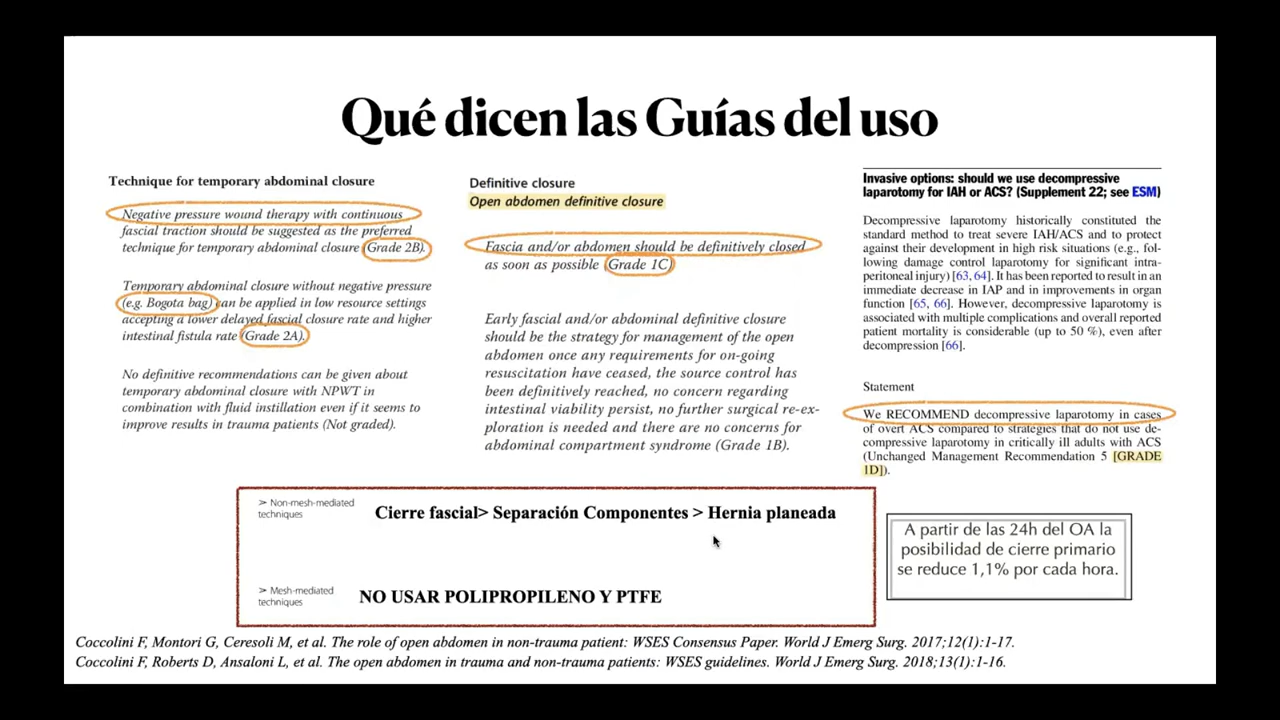 Qué dicen las Guías del uso
Technique for temporary abdominal closure
Negative pressure wound therapy with continuous
fascial traction should be suggested as the preferred
technique for temporary abdominal closure (Grade 2B).
Temporary abdominal closure without negative pressure
(e.g. Bogota bag) can be applied in low resource settings
accepting a lower delayed fascial closure rate and higher
intestinal fistula rate (Grade 2A).
No definitive recommendations can be given about
temporary abdominal closure with NPWT in
combination with fluid instillation even if it seems to
improve results in trauma patients (Not graded).
Definitive closure
Open abdomen definitive closure
Fascia and/or abdomen should be definitively closed
as soon as possible (Grade 1C)
Early fascial and/or abdominal definitive closure
should be the strategy for management of the open
abdomen once any requirements for on-going
resuscitation have ceased, the source control has
been definitively reached, no concern regarding
intestinal viability persist, no further surgical re-ex-
ploration is needed and there are no concerns for
abdominal compartment syndrome (Grade 1B).
Invasive options: should we use decompressive
laparotomy for IAH or ACS? (Supplement 22; see ESM)
Decompressive laparotomy historically constituted the
standard method to treat severe IAH/ACS and to protect
against their development in high risk situations (e.g., fol-
lowing damage control laparotomy for significant intra-
peritoneal injury) [63, 64]. It has been reported to result in an
immediate decrease in IAP and in improvements in organ
function [65, 66]. However, decompressive laparotomy is
associated with multiple complications and overall reported
patient mortality is considerable (up to 50 %), even after
decompression [66].
Statement
We RECOMMEND decompressive laparotomy in cases
of overt ACS compared to strategies that do not use de-
compressive laparotomy in critically ill adults with ACS
(Unchanged Management Recommendation 5 [GRADE
1D]).
> Non-mesh-mediated
techniques
Cierre fascial> Separación Componentes > Hernia planeada
> Mesh-mediated
techniques
NO USAR POLIPROPILENO Y PTFE
A partir de las 24h del OA la
posibilidad de cierre primario
se reduce 1,1% por cada hora.
Coccolini F, Montori G, Ceresoli M, et al. The role of open abdomen in non-trauma patient: WSES Consensus Paper. World J Emerg Surg. 2017;12(1):1-17.
Coccolini F, Roberts D, Ansaloni L, et al. The open abdomen in trauma and non-trauma patients: WSES guidelines. World J Emerg Surg. 2018;13(1):1-16.